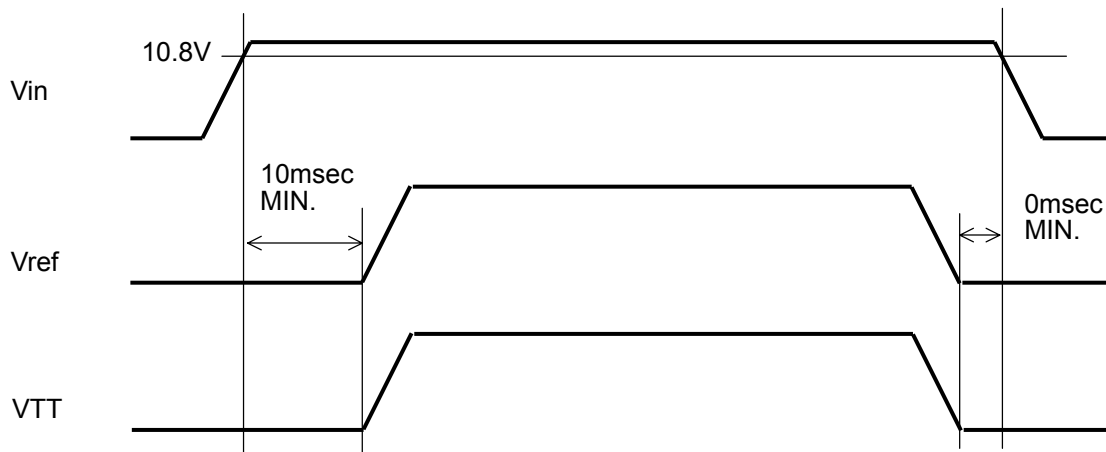 10.8V
Vin
10msec
MIN.
0msec
MIN.
Vref
VTT